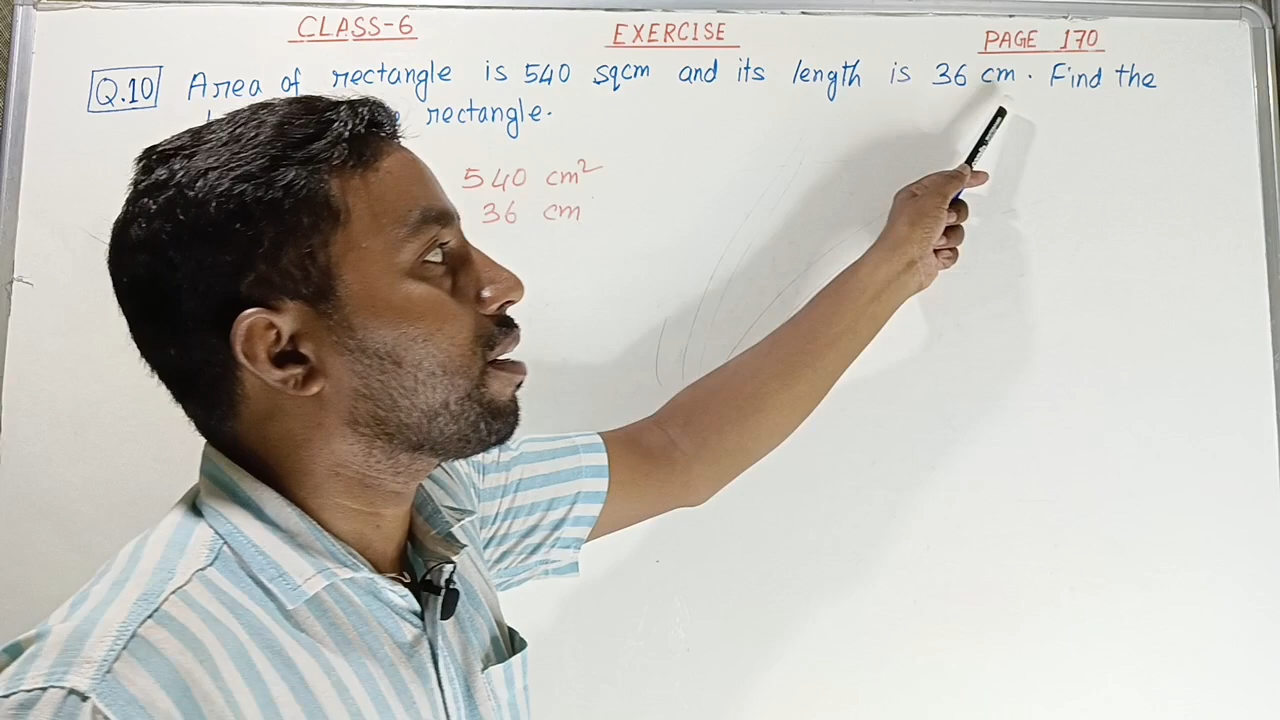 CLASS-6 EXERCISE PAGE 170
Q.10 Area of rectangle is 540 sqcm and its length is 36 cm. Find the
rectangle.
540 cm²
36 cm